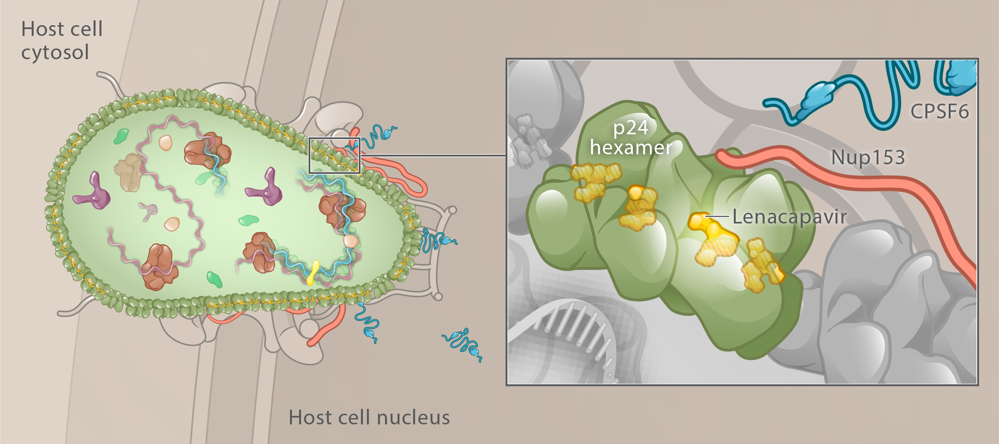 Host cell
cytosol
p24
hexamer
CPSF6
Nup153
Lenacapavir
Host cell nucleus